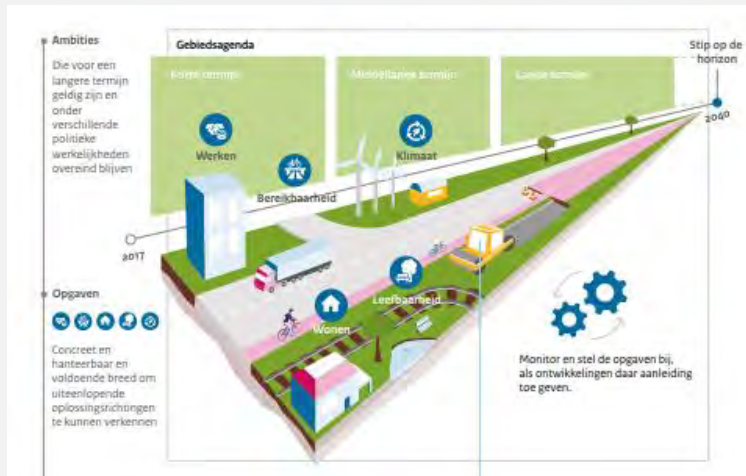 Ambities
Die voor een
langere termijn
geldig zijn en
onder
verschillende
politieke
werkelijkheden
overeind blijven
Gebiedsagenda
Korte termijn
Middellange termijn
Lange termijn
Stip op de
horizon
2040
Werken
Klimaat
Bereikbaarheid
2017
Leefbaarheid
Wonen
Opgaven
Concreet en
hanteerbaar en
voldoende breed om
uiteenlopende
oplossingsrichtingen
te kunnen verkennen
Monitor en stel de opgaven bij,
als ontwikkelingen daar aanleiding
toe geven.